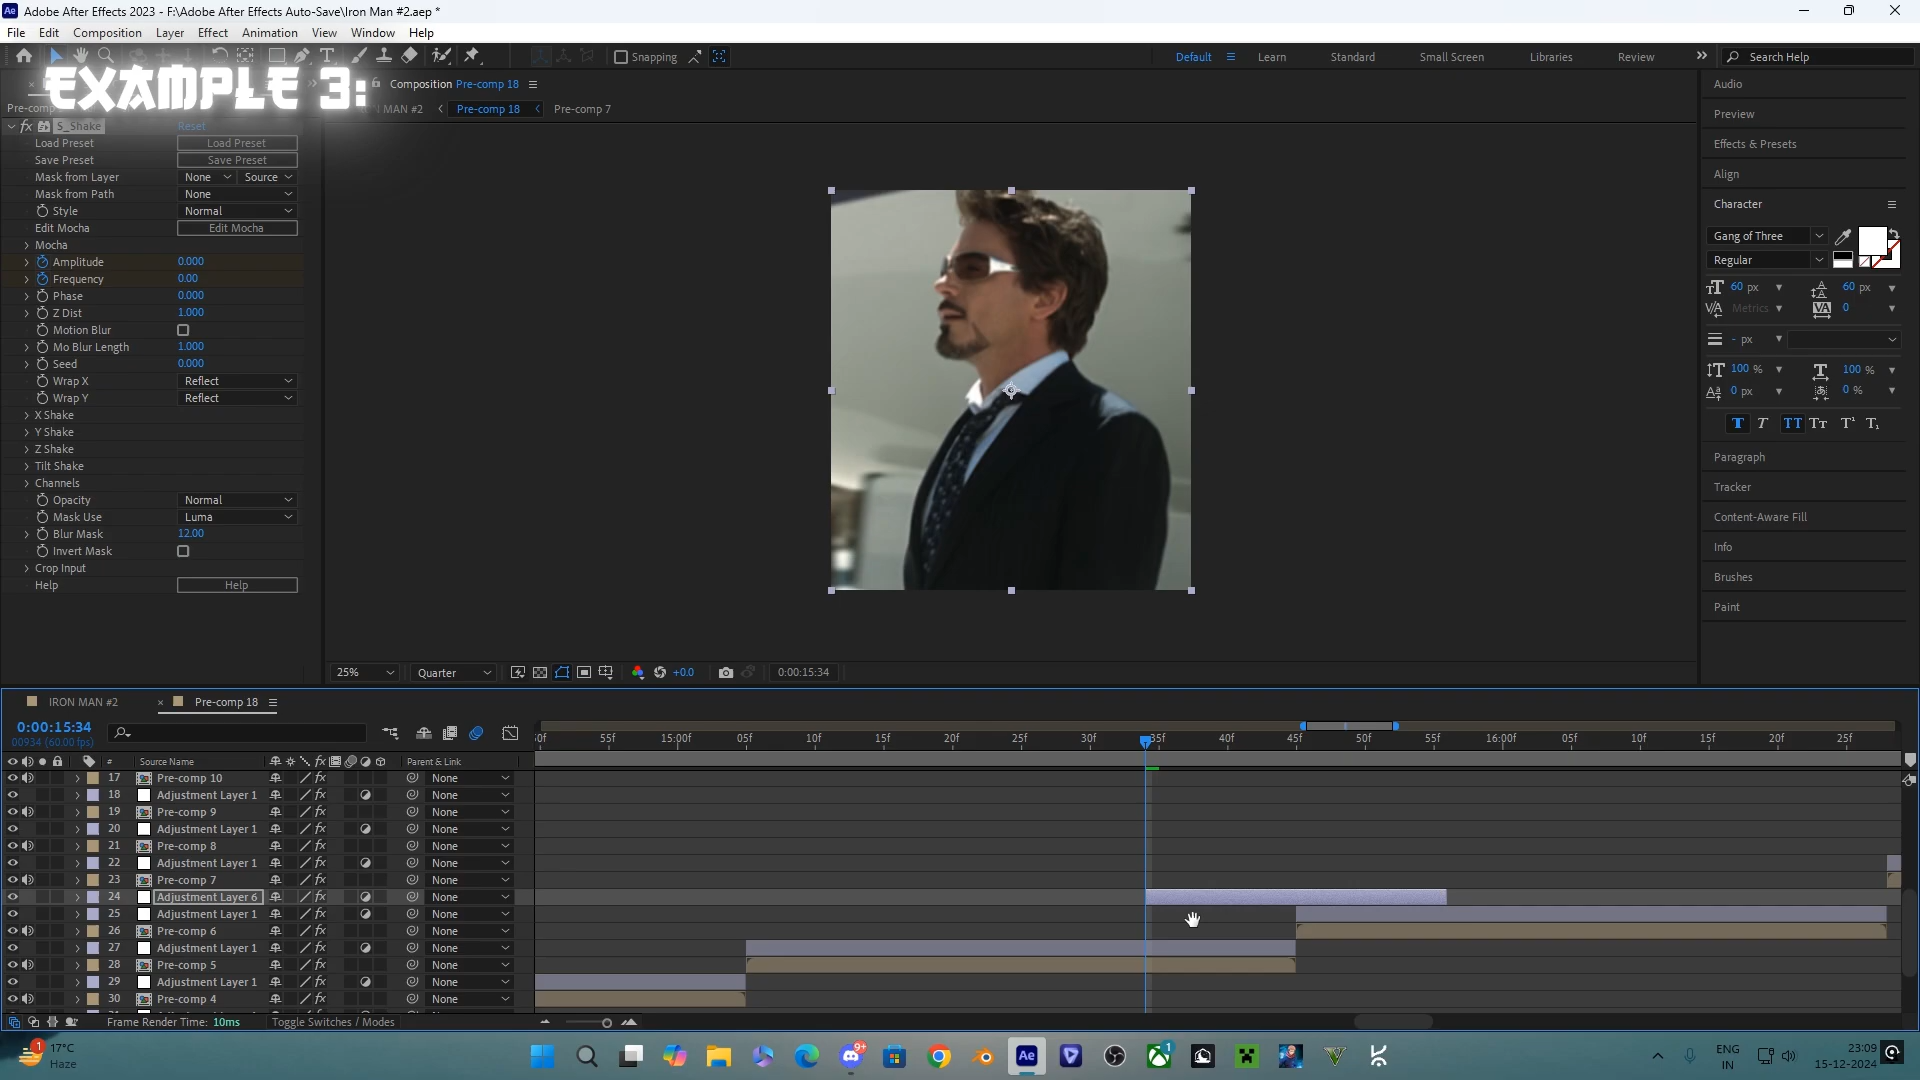 Adobe After Effects 2023 - F:\Adobe After Effects Auto-Save\Iron Man #2.aep *
File Edit Composition Layer Effect Animation View Window Help
Snapping
Default Learn Standard Small Screen Libraries Review Search Help
EXAMPLE 3:
Composition Pre-comp 18
MAN #2 Pre-comp 18 Pre-comp 7
fx S_Shake Reset
Load Preset Load Preset
Save Preset Save Preset
Mask from Layer None Source
Mask from Path None
Style Normal
Edit Mocha Edit Mocha
Mocha
Amplitude 0.000
Frequency 0.00
Phase 0.000
Z Dist 1.000
Motion Blur
Mo Blur Length 1.000
Seed 0.000
Wrap X Reflect
Wrap Y Reflect
X Shake
Y Shake
Z Shake
Tilt Shake
Channels
Opacity Normal
Mask Use Luma
Blur Mask 12.00
Invert Mask
Crop Input
Help Help
Audio
Preview
Effects & Presets
Align
Character
Gang of Three
Regular
60 px 60 px
Metrics 0
- px
100 % 100 %
0 px 0 %
Paragraph
Tracker
Content-Aware Fill
Info
Brushes
Paint
25% Quarter +0.0 0:00:15:34
IRON MAN #2 Pre-comp 18
0:00:15:34
00934 (60.00 fps)
50f 55f 15:00f 05f 10f 15f 20f 25f 30f 35f 40f 45f 50f 55f 16:00f 05f 10f 15f 20f 25f
# Source Name Parent & Link
17 Pre-comp 10 None
18 Adjustment Layer 1 None
19 Pre-comp 9 None
20 Adjustment Layer 1 None
21 Pre-comp 8 None
22 Adjustment Layer 1 None
23 Pre-comp 7 None
24 Adjustment Layer 6 None
25 Adjustment Layer 1 None
26 Pre-comp 6 None
27 Adjustment Layer 1 None
28 Pre-comp 5 None
29 Adjustment Layer 1 None
30 Pre-comp 4 None
Frame Render Time: 10ms Toggle Switches / Modes
1 17°C
Haze
9+
1
ENG
IN
23:09
15-12-2024